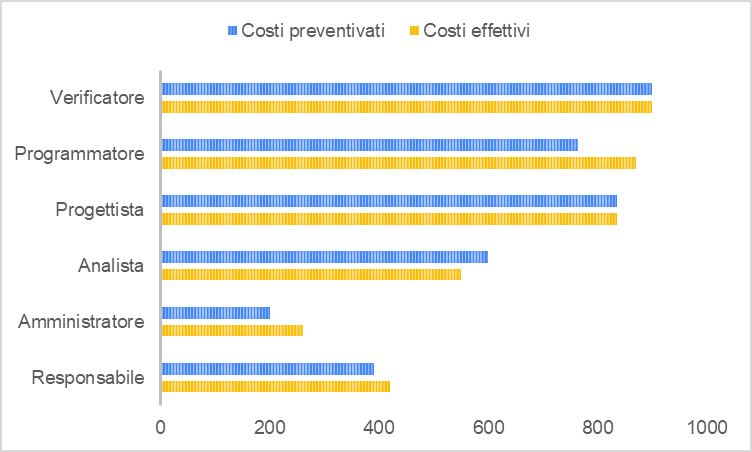 Costi preventivati Costi effettivi
Verificatore
Programmatore
Progettista
Analista
Amministratore
Responsabile
0 200 400 600 800 1000